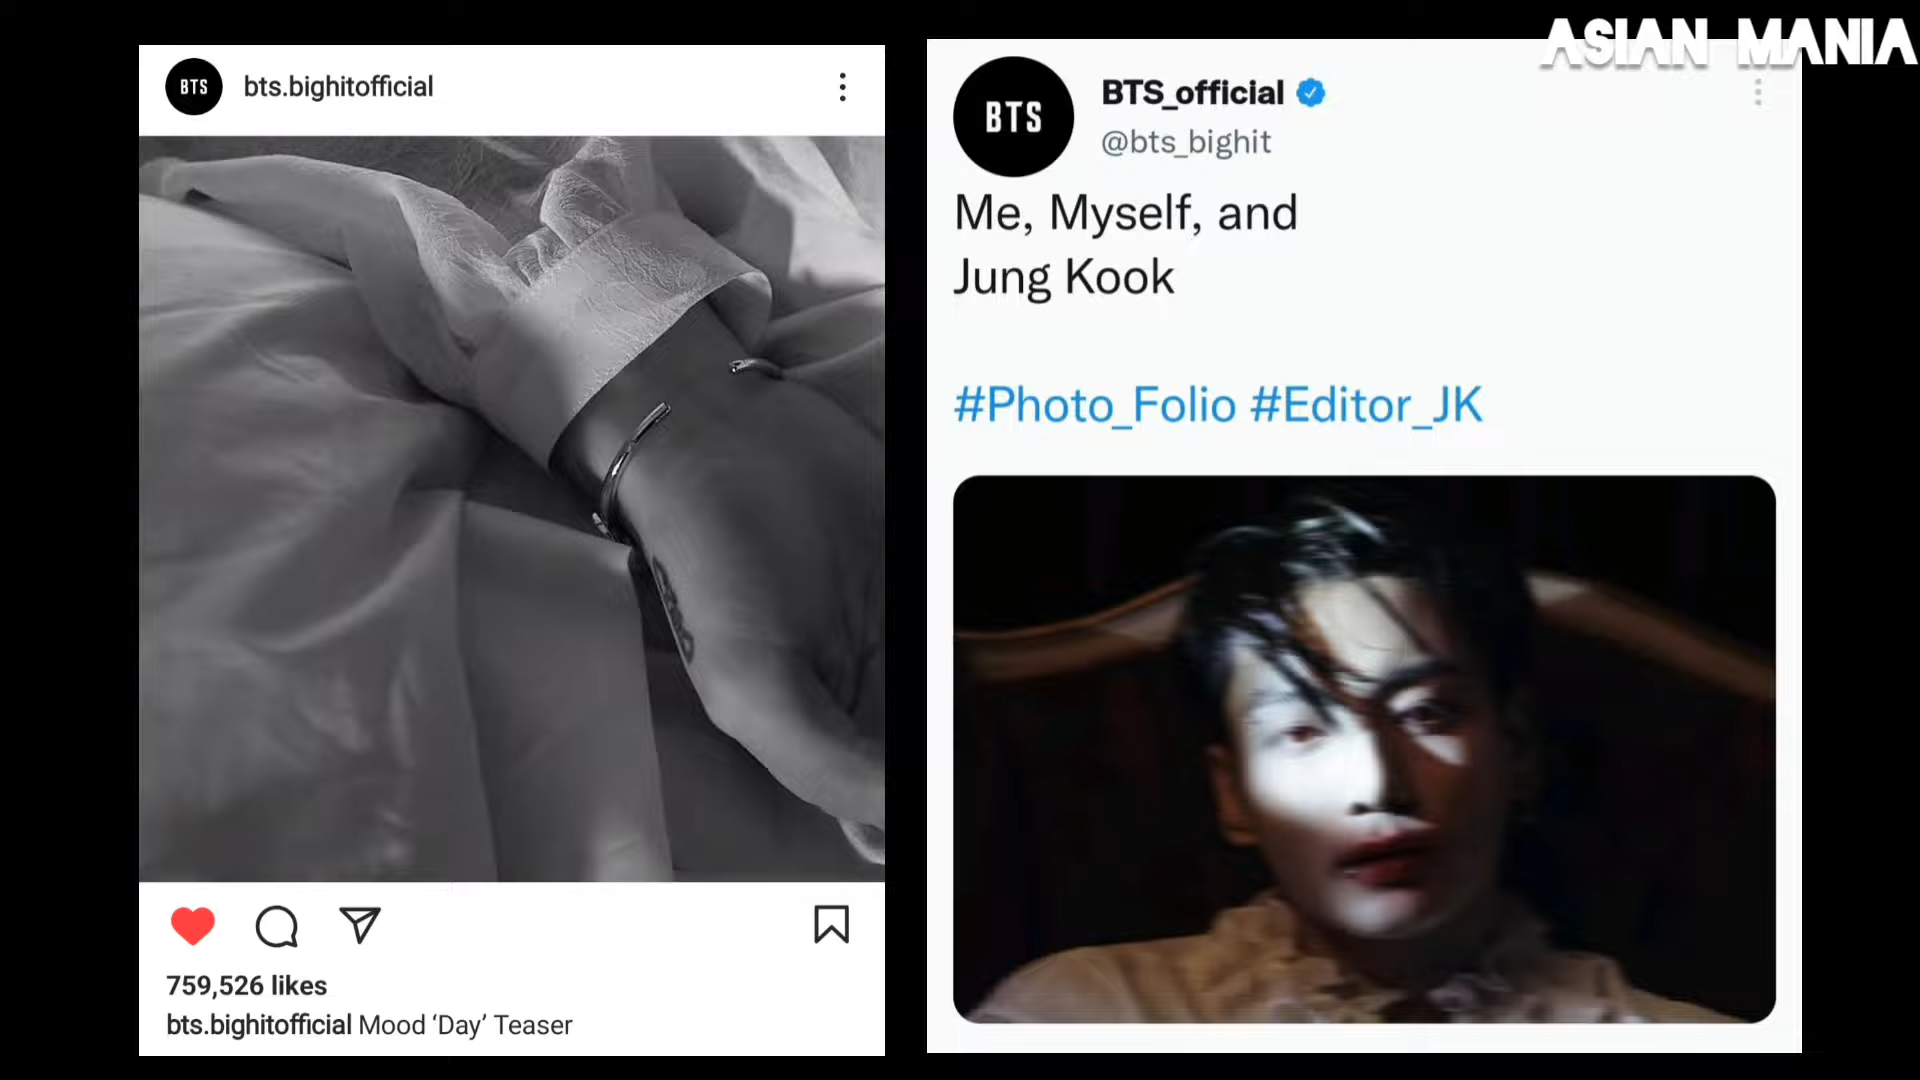 ASIAN MANIA
BTS
bts.bighitofficial
759,526 likes
bts.bighitofficial Mood ‘Day’ Teaser
BTS
BTS_official
@bts_bighit
Me, Myself, and
Jung Kook
#Photo_Folio #Editor_JK